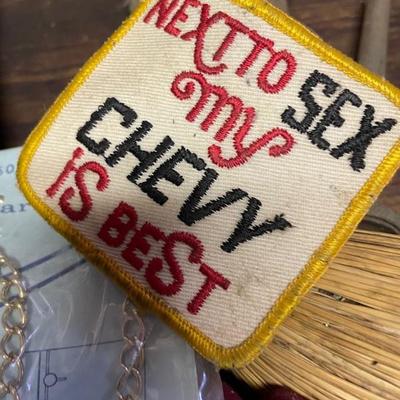 NEXT TO SEX
my
CHEVY
iS BEST